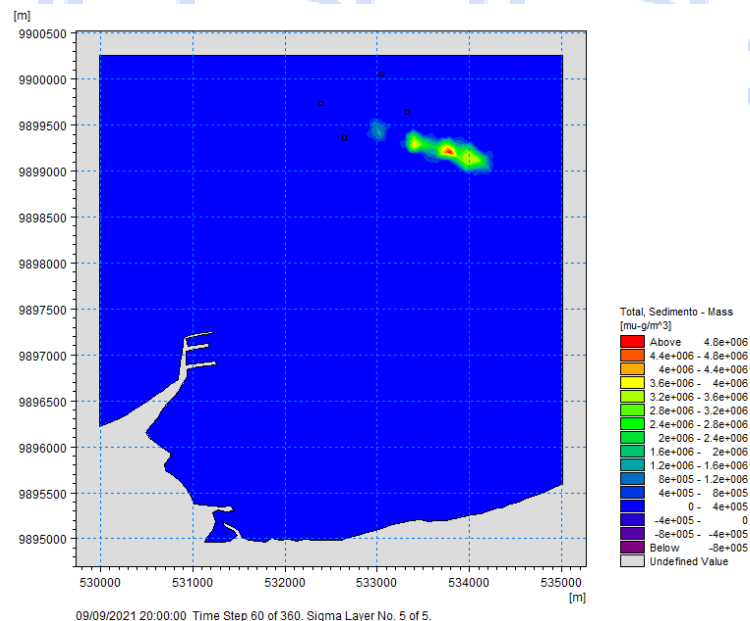 [m]
9900500
9900000
9899500
9899000
9898500
9898000
9897500
9897000
9896500
9896000
9895500
9895000
530000 531000 532000 533000 534000 535000
[m]
09/09/2021 20:00:00 Time Step 60 of 360. Sigma Layer No. 5 of 5.
Total, Sedimento - Mass
[mu-g/m^3]
Above 4.8e+006
4.4e+006 - 4.8e+006
4e+006 - 4.4e+006
3.6e+006 - 4e+006
3.2e+006 - 3.6e+006
2.8e+006 - 3.2e+006
2.4e+006 - 2.8e+006
2e+006 - 2.4e+006
1.6e+006 - 2e+006
1.2e+006 - 1.6e+006
8e+005 - 1.2e+006
4e+005 - 8e+005
0 - 4e+005
-4e+005 - 0
-8e+005 - -4e+005
Below -8e+005
Undefined Value